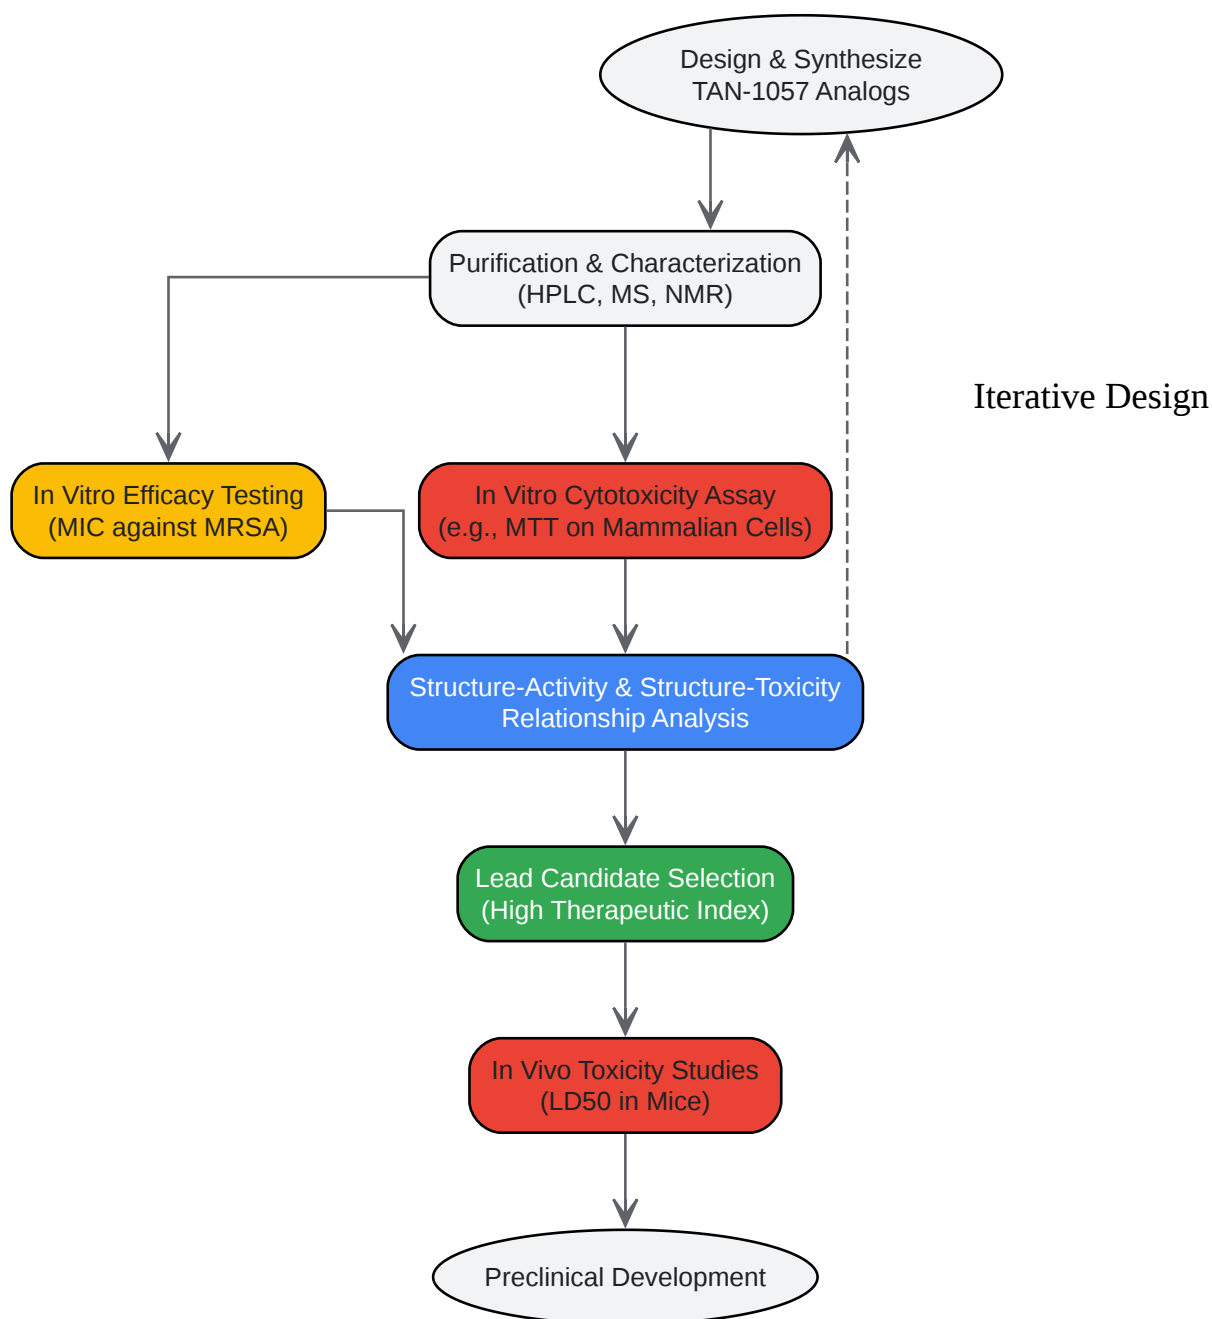 Design & Synthesize
TAN-1057 Analogs
Purification & Characterization
(HPLC, MS, NMR)
Iterative Design
In Vitro Efficacy Testing
(MIC against MRSA)
In Vitro Cytotoxicity Assay
(e.g., MTT on Mammalian Cells)
Structure-Activity & Structure-Toxicity
Relationship Analysis
Lead Candidate Selection
(High Therapeutic Index)
In Vivo Toxicity Studies
(LD50 in Mice)
Preclinical Development